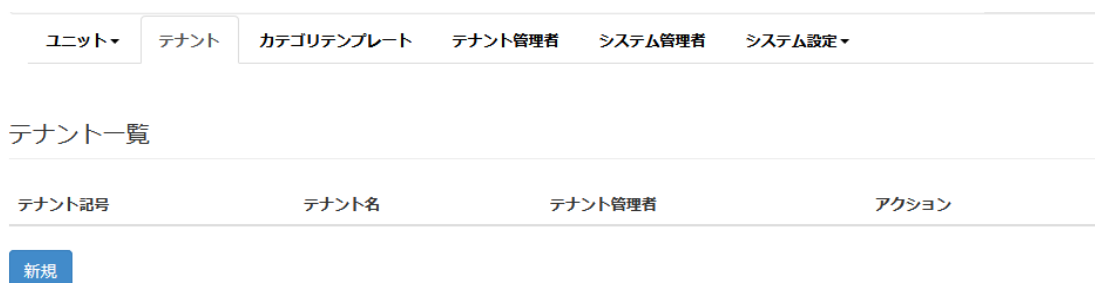 ユニット▾ テナント カテゴリテンプレート テナント管理者 システム管理者 システム設定▾
テナント一覧
テナント記号 テナント名 テナント管理者 アクション
新規